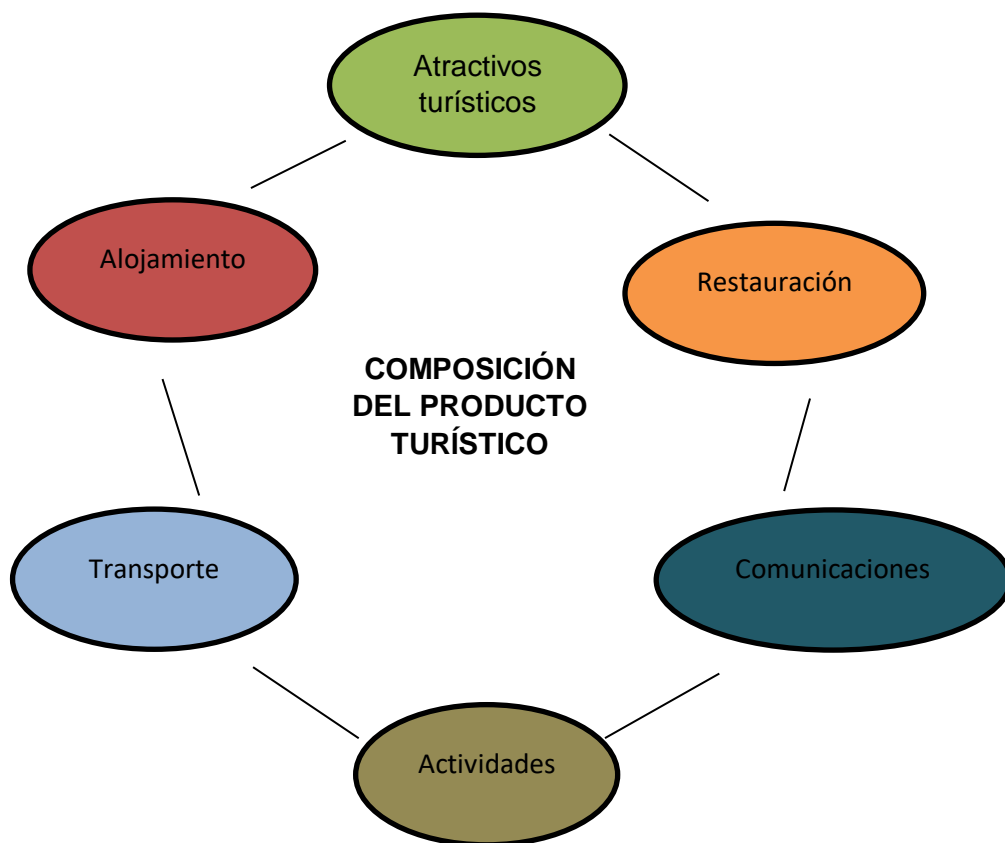 Atractivos
turísticos
Alojamiento
Restauración
COMPOSICIÓN
DEL PRODUCTO
TURÍSTICO
Transporte
Comunicaciones
Actividades